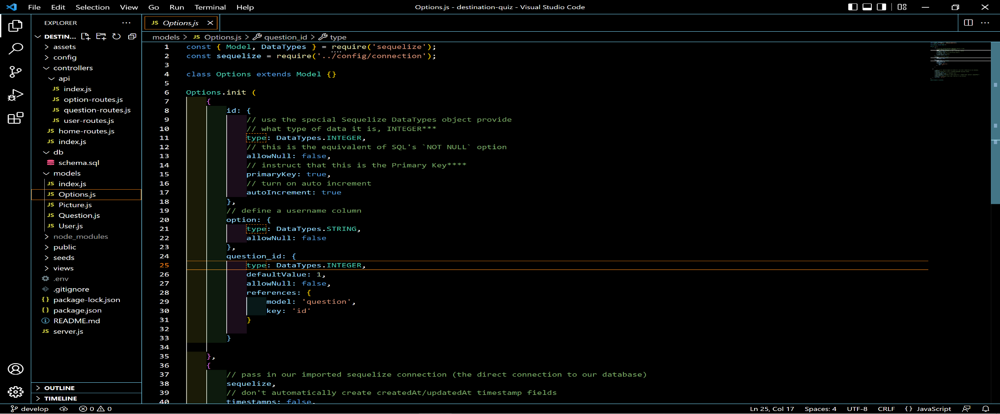 File Edit Selection View Go Run Terminal Help
Options.js - destination-quiz - Visual Studio Code
EXPLORER
DESTIN...
assets
config
controllers
api
JS index.js
JS option-routes.js
JS question-routes.js
JS user-routes.js
JS home-routes.js
JS index.js
db
schema.sql
models
JS index.js
JS Options.js
JS Picture.js
JS Question.js
JS User.js
node_modules
public
seeds
views
.env
.gitignore
{} package-lock.json
{} package.json
README.md
JS server.js
OUTLINE
TIMELINE
JS Options.js
models > JS Options.js > question_id > type
1 const { Model, DataTypes } = require('sequelize');
2 const sequelize = require('../config/connection');
3
4 class Options extends Model {}
5
6 Options.init (
7 {
8 id: {
9 // use the special Sequelize DataTypes object provide
10 // what type of data it is, INTEGER***
11 type: DataTypes.INTEGER,
12 // this is the equivalent of SQL's `NOT NULL` option
13 allowNull: false,
14 // instruct that this is the Primary Key****
15 primaryKey: true,
16 // turn on auto increment
17 autoIncrement: true
18 },
19 // define a username column
20 option: {
21 type: DataTypes.STRING,
22 allowNull: false
23 },
24 question_id: {
25 type: DataTypes.INTEGER,
26 defaultValue: 1,
27 allowNull: false,
28 references: {
29 model: 'question',
30 key: 'id'
31 }
32
33 }
34
35 },
36 {
37 // pass in our imported sequelize connection (the direct connection to our database)
38 sequelize,
39 // don't automatically create createdAt/updatedAt timestamp fields
40 timestamps: false,
develop 0 0
Ln 25, Col 17 Spaces: 4 UTF-8 CRLF {} JavaScript